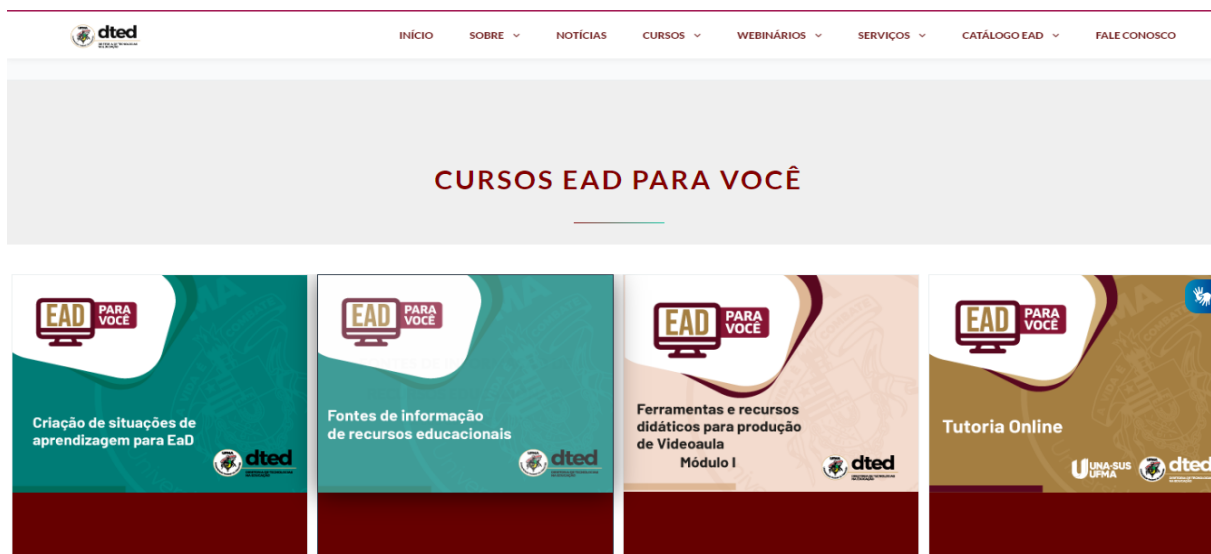 dted
INÍCIO SOBRE NOTÍCIAS CURSOS WEBINÁRIOS SERVIÇOS CATÁLOGO EAD FALE CONOSCO
CURSOS EAD PARA VOCÊ
EAD PARA VOCÊ
Criação de situações de
aprendizagem para EaD
dted
EAD PARA VOCÊ
Fontes de informação
de recursos educacionais
dted
EAD PARA VOCÊ
Ferramentas e recursos
didáticos para produção
de Videoaula
Módulo I
dted
EAD PARA VOCÊ
Tutoria Online
UNA-SUS
UFMA
dted